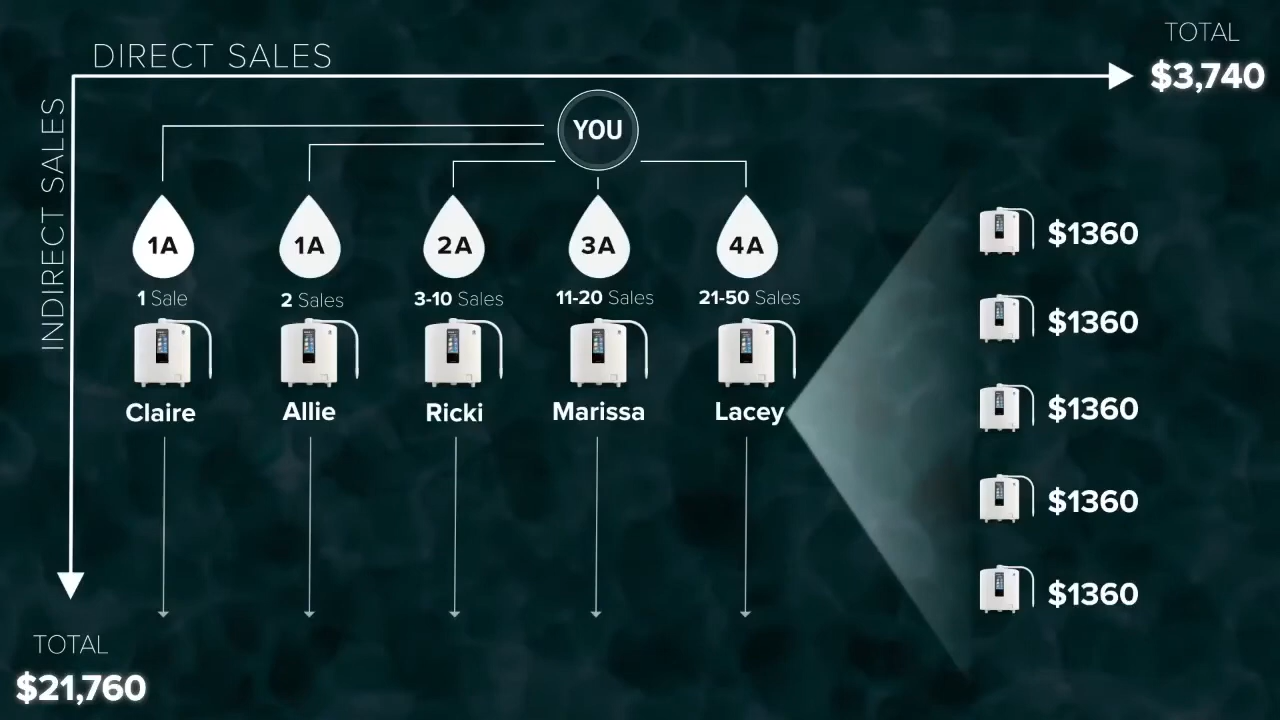 DIRECT SALES
TOTAL
$3,740
INDIRECT SALES
YOU
1A
1A
2A
3A
4A
1 Sale
2 Sales
3-10 Sales
11-20 Sales
21-50 Sales
Claire
Allie
Ricki
Marissa
Lacey
$1360
$1360
$1360
$1360
$1360
TOTAL
$21,760